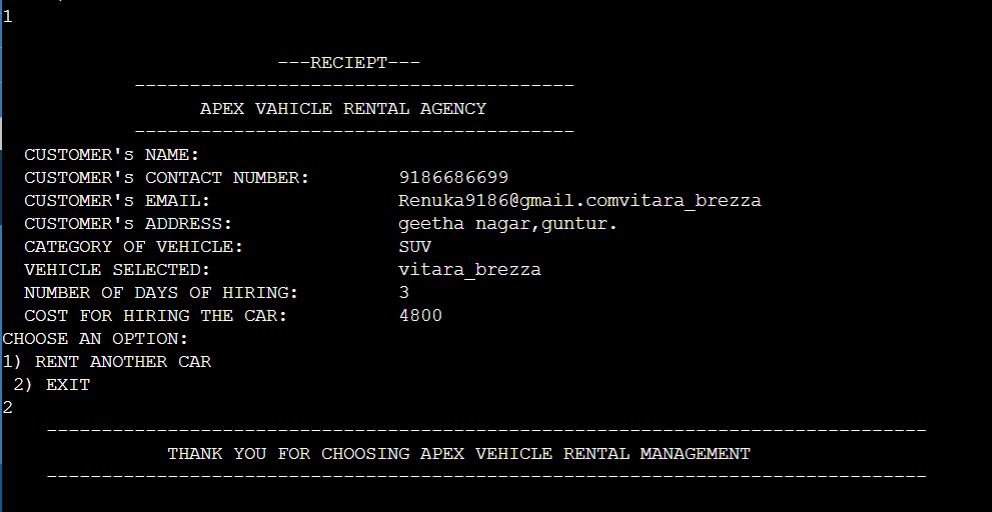 1
---RECIEPT---
----------------------------------------
APEX VAHICLE RENTAL AGENCY
----------------------------------------
CUSTOMER's NAME:
CUSTOMER's CONTACT NUMBER: 9186686699
CUSTOMER's EMAIL: Renuka9186@gmail.comvitara_brezza
CUSTOMER's ADDRESS: geetha nagar,guntur.
CATEGORY OF VEHICLE: SUV
VEHICLE SELECTED: vitara_brezza
NUMBER OF DAYS OF HIRING: 3
COST FOR HIRING THE CAR: 4800
CHOOSE AN OPTION:
1) RENT ANOTHER CAR
2) EXIT
2
--------------------------------------------------------------------------------
THANK YOU FOR CHOOSING APEX VEHICLE RENTAL MANAGEMENT
--------------------------------------------------------------------------------